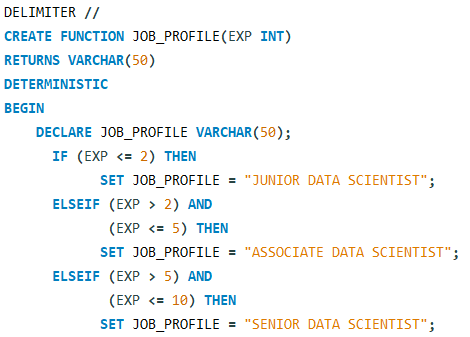 DELIMITER //
CREATE FUNCTION JOB_PROFILE(EXP INT)
RETURNS VARCHAR(50)
DETERMINISTIC
BEGIN
DECLARE JOB_PROFILE VARCHAR(50);
IF (EXP <= 2) THEN
SET JOB_PROFILE = "JUNIOR DATA SCIENTIST";
ELSEIF (EXP > 2) AND
(EXP <= 5) THEN
SET JOB_PROFILE = "ASSOCIATE DATA SCIENTIST";
ELSEIF (EXP > 5) AND
(EXP <= 10) THEN
SET JOB_PROFILE = "SENIOR DATA SCIENTIST";